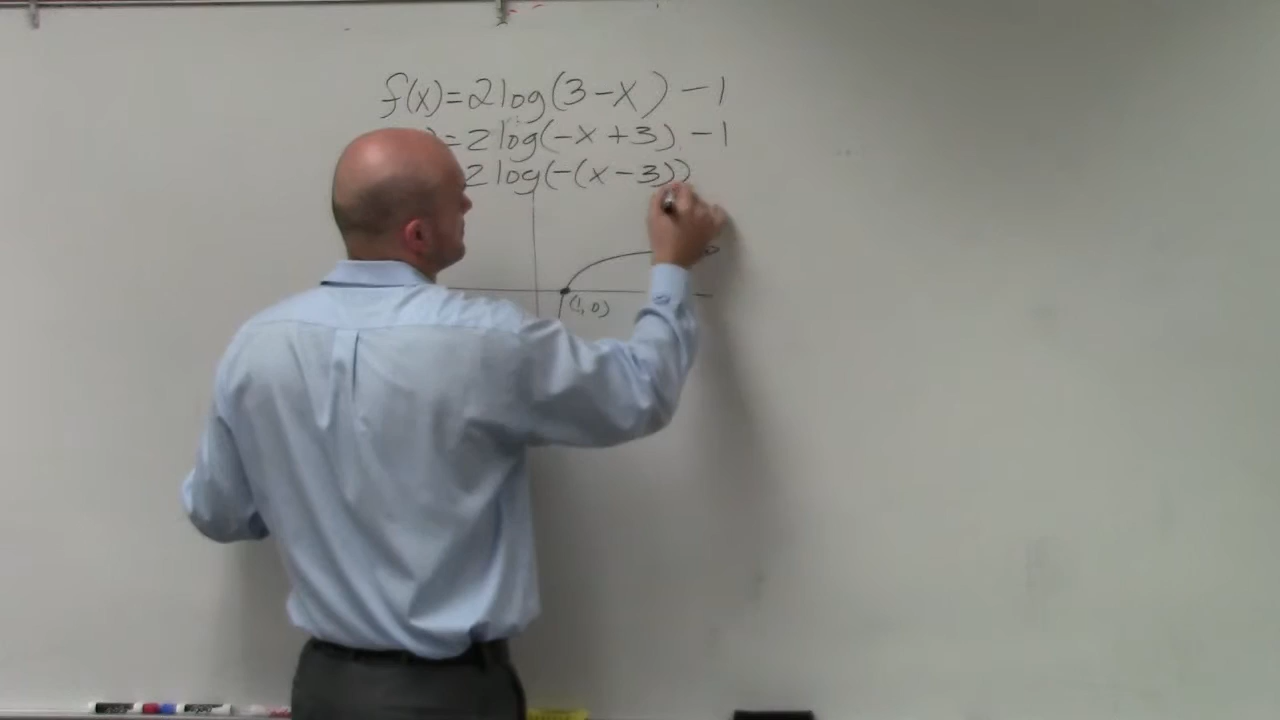 f(x)=2log(3-x)-1
)=2log(-x+3)-1
2log(-(x-3))
(1,0)